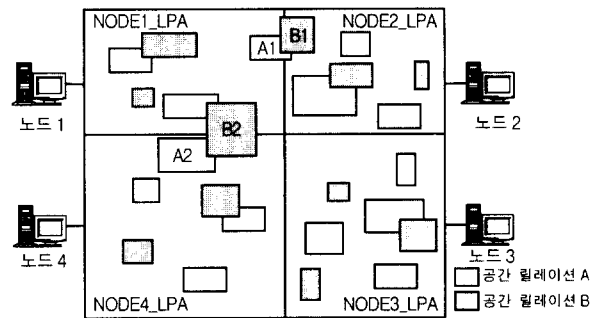 NODE1_LPA
B1
NODE2_LPA
A1
노드 1
노드 2
B2
A2
노드 4
노드 3
NODE4_LPA
NODE3_LPA
공간 릴레이션 A
공간 릴레이션 B